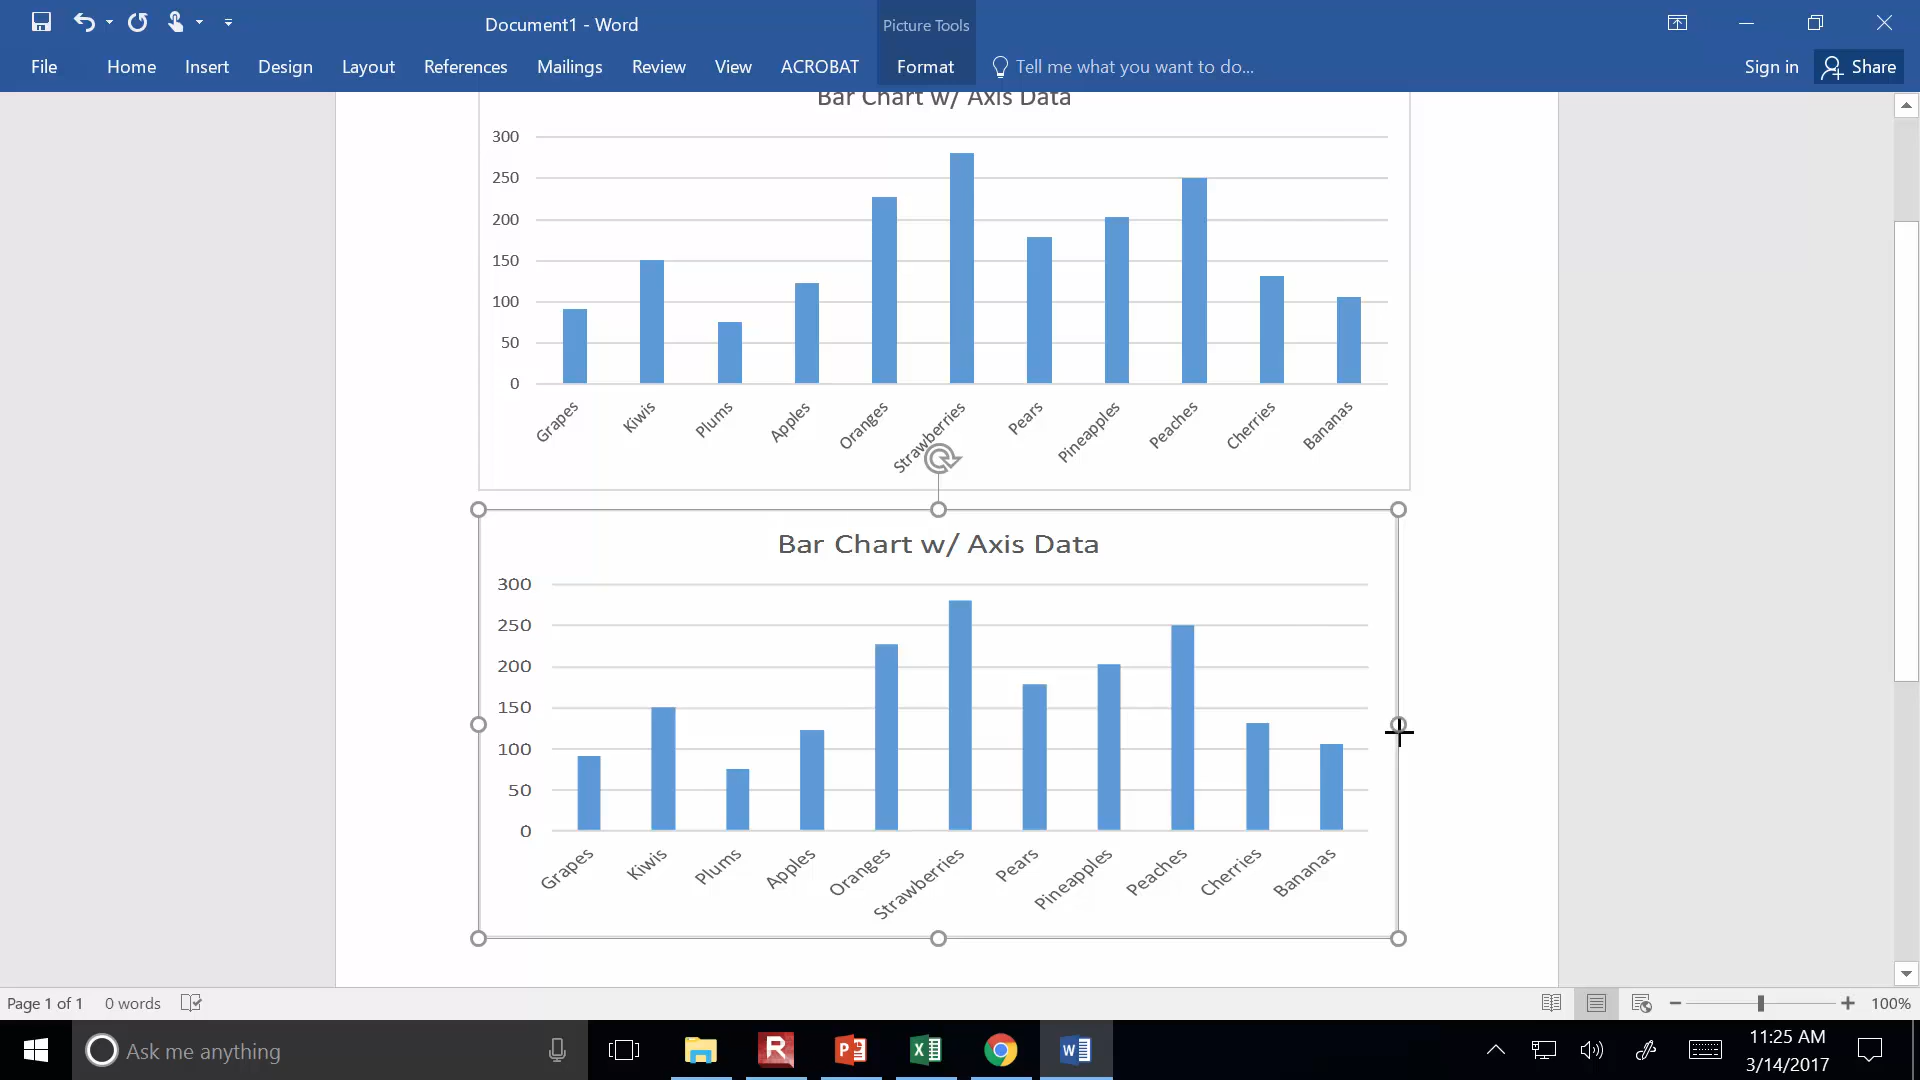 Document1 - Word
Picture Tools
File Home Insert Design Layout References Mailings Review View ACROBAT Format Tell me what you want to do... Sign in Share
Bar Chart w/ Axis Data
300
250
200
150
100
50
0
Grapes Kiwis Plums Apples Oranges Strawberries Pears Pineapples Peaches Cherries Bananas
Bar Chart w/ Axis Data
300
250
200
150
100
50
0
Grapes Kiwis Plums Apples Oranges Strawberries Pears Pineapples Peaches Cherries Bananas
Page 1 of 1 0 words 100%
Ask me anything
11:25 AM
3/14/2017